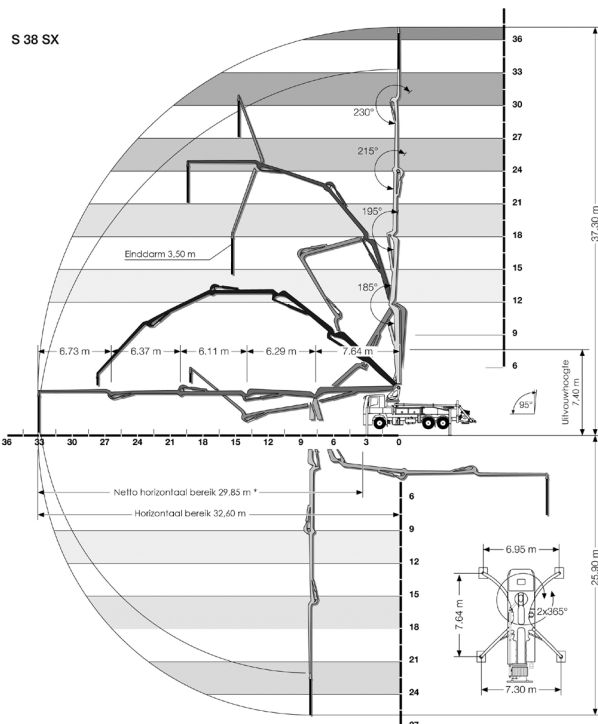 S 38 SX
36
33
30
27
24
21
18
15
12
9
6
230°
215°
195°
185°
37.30 m
Einddarm 3,50 m
6.73 m
6.37 m
6.11 m
6.29 m
7.64 m
Uitvouwhoogte
7.40 m
95°
36 33 30 27 24 21 18 15 12 9 6 3 0
Netto horizontaal bereik 29.85 m *
Horizontaal bereik 32,60 m
6
9
12
15
18
21
24
27
25.90 m
6.95 m
7.64 m
2x365°
7.30 m